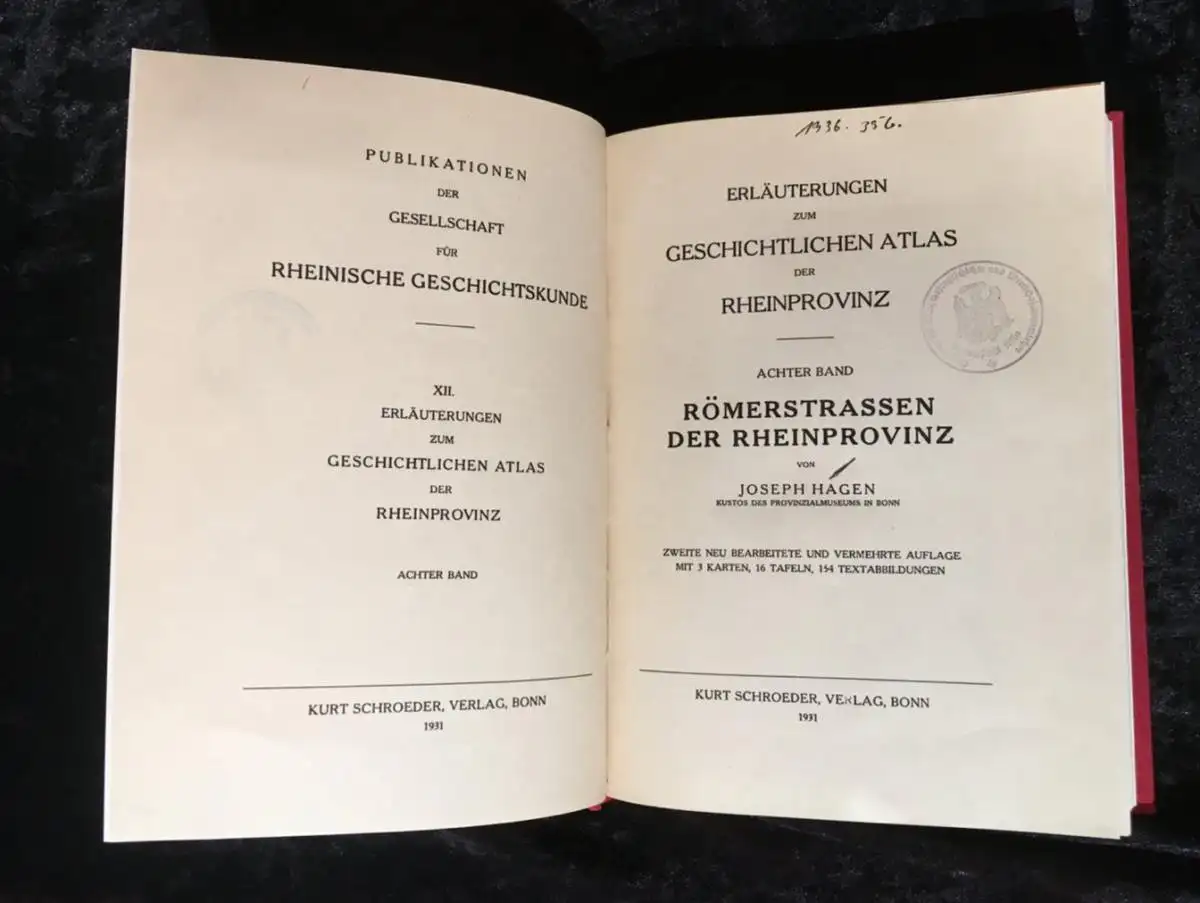 PUBLIKATIONEN
DER
GESELLSCHAFT
FÜR
RHEINISCHE GESCHICHTSKUNDE
XII.
ERLÄUTERUNGEN
ZUM
GESCHICHTLICHEN ATLAS
DER
RHEINPROVINZ
ACHTER BAND
KURT SCHROEDER, VERLAG, BONN
1931
1936. 356.
ERLÄUTERUNGEN
ZUM
GESCHICHTLICHEN ATLAS
DER
RHEINPROVINZ
ACHTER BAND
RÖMERSTRASSEN
DER RHEINPROVINZ
VON
JOSEPH HAGEN
KUSTOS DES PROVINZIALMUSEUMS IN BONN
ZWEITE NEU BEARBEITETE UND VERMEHRTE AUFLAGE
MIT 3 KARTEN, 16 TAFELN, 154 TEXTABBILDUNGEN
KURT SCHROEDER, VERLAG, BONN
1931